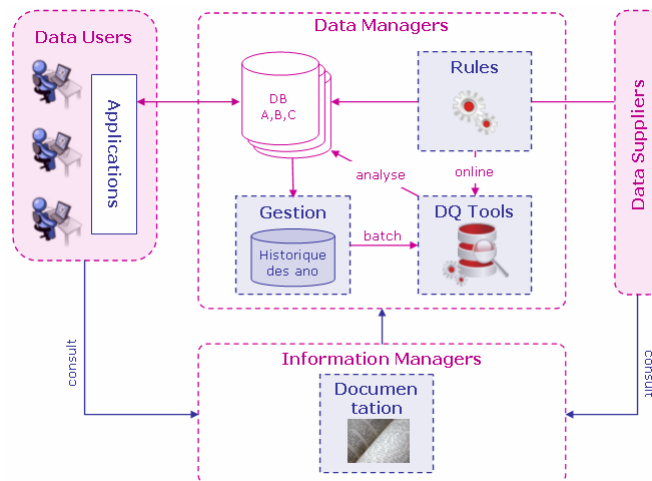 Data Users
Applications
Data Managers
DB
A,B,C
Rules
analyse
online
Gestion
Historique
des ano
batch
DQ Tools
Data Suppliers
consult
consult
Information Managers
Documen
tation